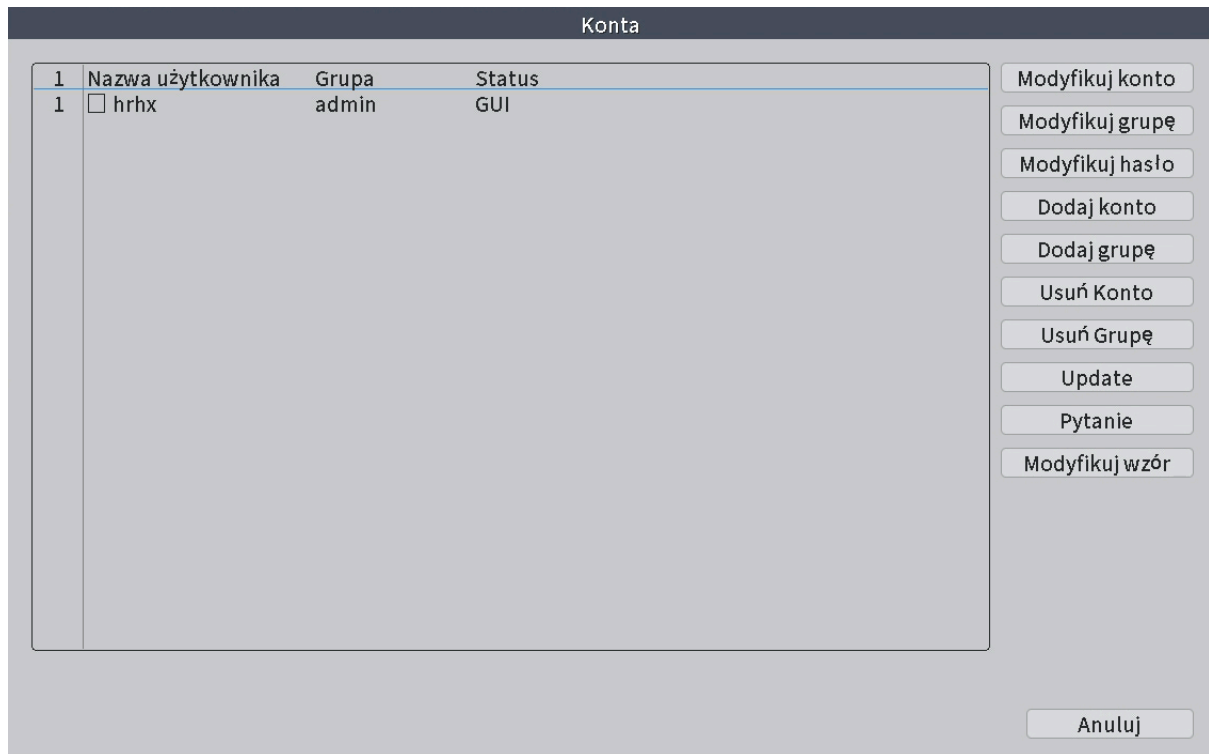 Konta
1 Nazwa użytkownika Grupa Status
1 hrhx admin GUI
Modyfikuj konto
Modyfikuj grupę
Modyfikuj hasło
Dodaj konto
Dodaj grupę
Usuń Konto
Usuń Grupę
Update
Pytanie
Modyfikuj wzór
Anuluj